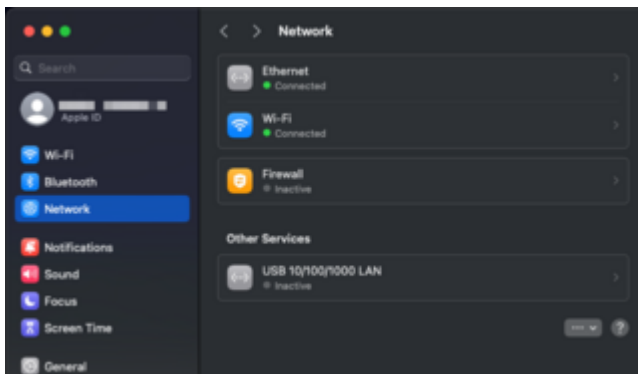 Network
Search
Apple ID
Wi-Fi
Bluetooth
Network
Notifications
Sound
Focus
Screen Time
General
Ethernet
Connected
Wi-Fi
Connected
Firewall
Inactive
Other Services
USB 10/100/1000 LAN
Inactive
?